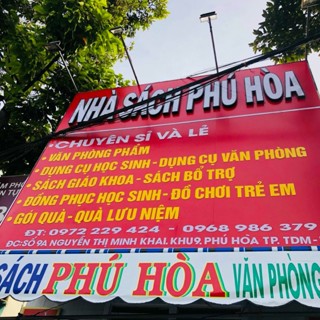 NHÀ SÁCH PHÚ HÒA
• CHUYÊN SỈ VÀ LẺ
• VĂN PHÒNG PHẨM
• DỤNG CỤ HỌC SINH - DỤNG CỤ VĂN PHÒNG
• SÁCH GIÁO KHOA - SÁCH BỔ TRỢ
• ĐỒNG PHỤC HỌC SINH - ĐỒ CHƠI TRẺ EM
• GÓI QUÀ - QUÀ LƯU NIỆM
ĐT: 0972 229 424 - 0968 986 379
ĐC: SỐ 9A NGUYỄN THỊ MINH KHAI, KHU 9, P. PHÚ HÒA TP. TDM-
SÁCH PHÚ HÒA VĂN PHÒNG